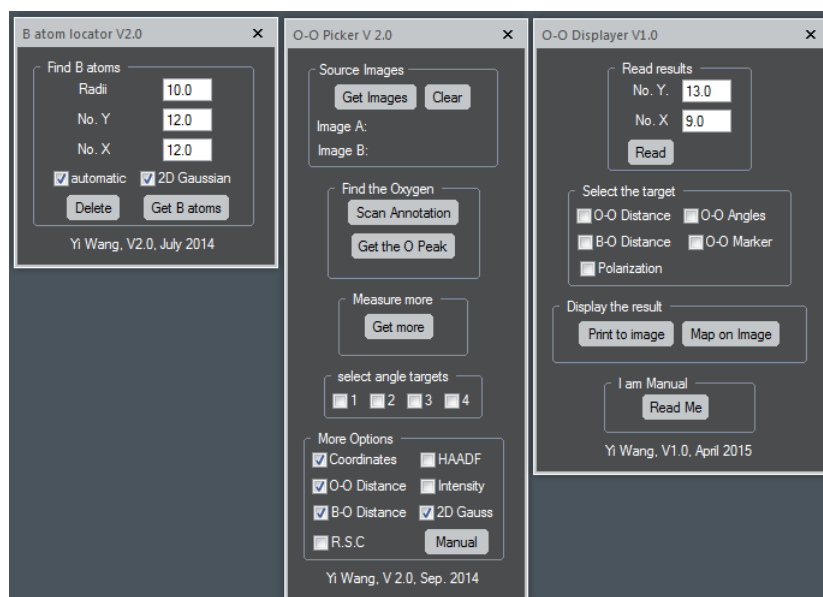 B atom locator V2.0
Find B atoms
Radii 10.0
No. Y 12.0
No. X 12.0
automatic 2D Gaussian
Delete Get B atoms
Yi Wang, V2.0, July 2014
O-O Picker V 2.0
Source Images
Get Images Clear
Image A:
Image B:
Find the Oxygen
Scan Annotation
Get the O Peak
Measure more
Get more
select angle targets
1 2 3 4
More Options
Coordinates HAADF
O-O Distance Intensity
B-O Distance 2D Gauss
R.S.C Manual
Yi Wang, V 2.0, Sep. 2014
O-O Displayer V1.0
Read results
No. Y. 13.0
No. X 9.0
Read
Select the target
O-O Distance O-O Angles
B-O Distance O-O Marker
Polarization
Display the result
Print to image Map on Image
I am Manual
Read Me
Yi Wang, V1.0, April 2015